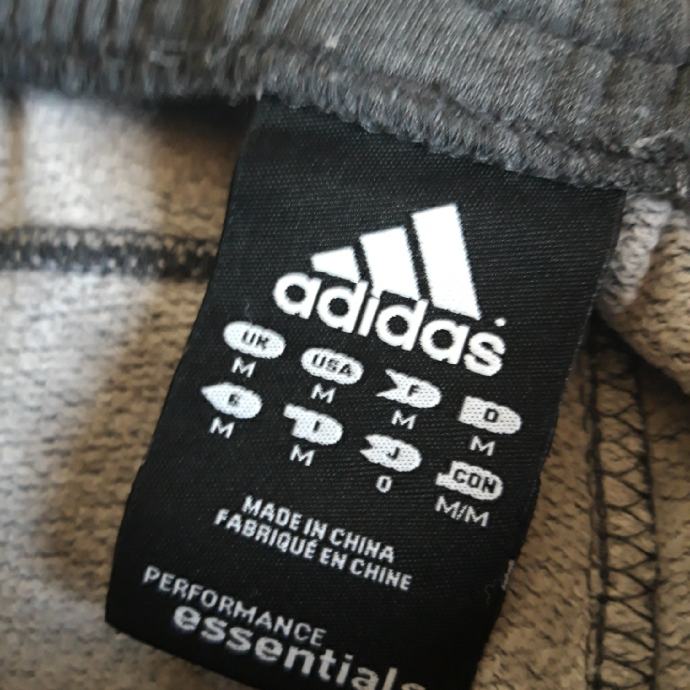 adidas
UK USA F D
M M M M
G I J CON
M M O M/M
MADE IN CHINA
FABRIQUÉ EN CHINE
PERFORMANCE
essentials